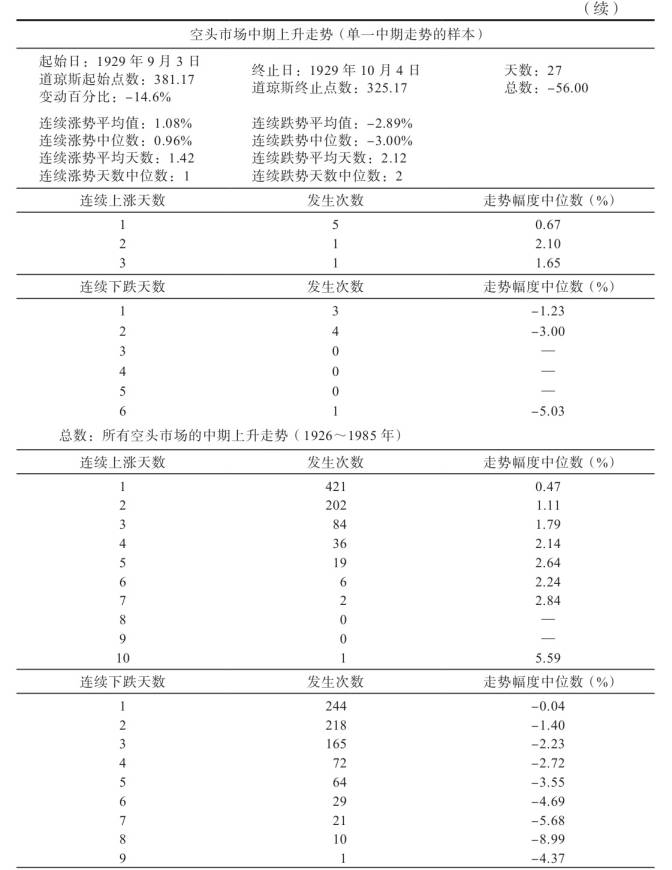 （续）
空头市场中期上升走势（单一中期走势的样本）
起始日：1929 年 9 月 3 日
道琼斯起始点数：381.17
变动百分比：-14.6%
终止日：1929 年 10 月 4 日
道琼斯终止点数：325.17
天数：27
总数：-56.00
连续涨势平均值：1.08%
连续涨势中位数：0.96%
连续涨势平均天数：1.42
连续涨势天数中位数：1
连续跌势平均值：-2.89%
连续跌势中位数：-3.00%
连续跌势平均天数：2.12
连续跌势天数中位数：2
连续上涨天数 发生次数 走势幅度中位数（%）
1 5 0.67
2 1 2.10
3 1 1.65
连续下跌天数 发生次数 走势幅度中位数（%）
1 3 -1.23
2 4 -3.00
3 0 —
4 0 —
5 0 —
6 1 -5.03
总数：所有空头市场的中期上升走势（1926～1985 年）
连续上涨天数 发生次数 走势幅度中位数（%）
1 421 0.47
2 202 1.11
3 84 1.79
4 36 2.14
5 19 2.64
6 6 2.24
7 2 2.84
8 0 —
9 0 —
10 1 5.59
连续下跌天数 发生次数 走势幅度中位数（%）
1 244 -0.04
2 218 -1.40
3 165 -2.23
4 72 -2.72
5 64 -3.55
6 29 -4.69
7 21 -5.68
8 10 -8.99
9 1 -4.37